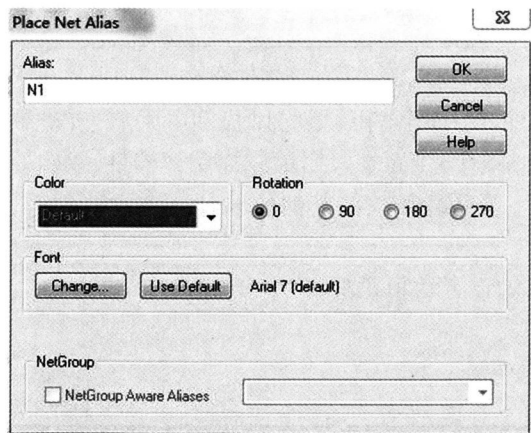 Place Net Alias
Alias:
N1
OK
Cancel
Help
Color
Default
Rotation
0
90
180
270
Font
Change...
Use Default
Arial 7 (default)
NetGroup
NetGroup Aware Aliases